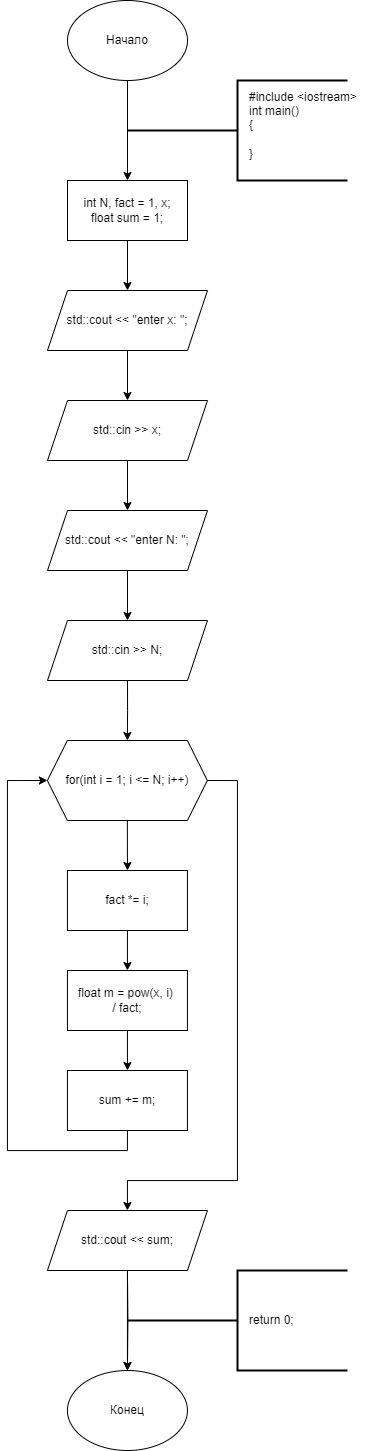 Начало
#include <iostream>
int main()
{
}
int N, fact = 1, x;
float sum = 1;
std::cout << "enter x: ";
std::cin >> x;
std::cout << "enter N: ";
std::cin >> N;
for(int i = 1; i <= N; i++)
fact *= i;
float m = pow(x, i)
/ fact;
sum += m;
std::cout << sum;
return 0;
Конец